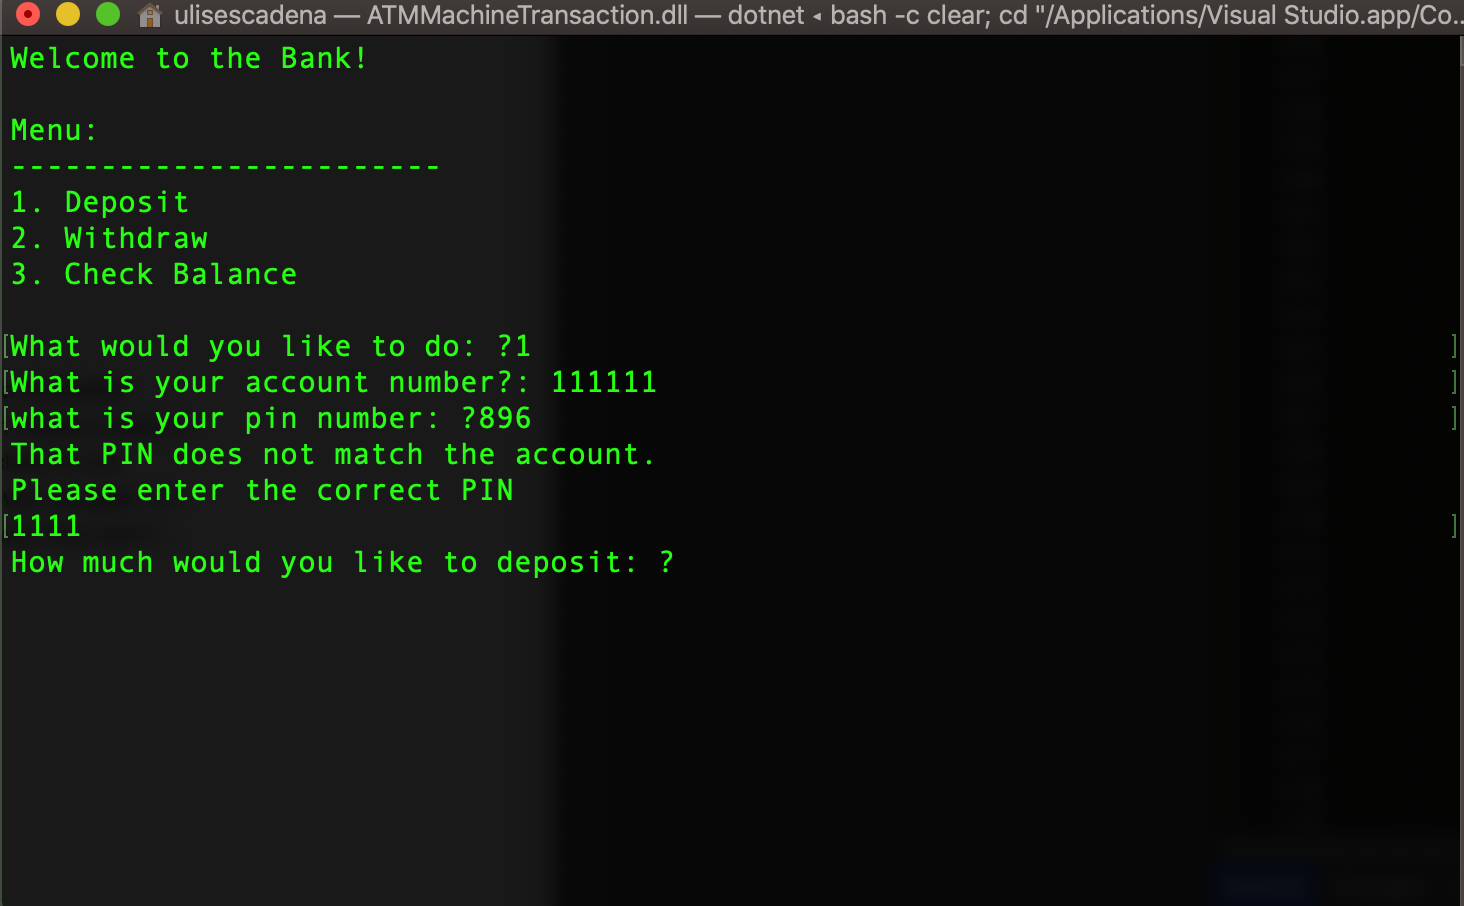 ulisescadena — ATMMachineTransaction.dll — dotnet ◂ bash -c clear; cd "/Applications/Visual Studio.app/Co...
Welcome to the Bank!
Menu:
------------------------
1. Deposit
2. Withdraw
3. Check Balance
[What would you like to do: ?1 ]
[What is your account number?: 111111 ]
[what is your pin number: ?896 ]
That PIN does not match the account.
Please enter the correct PIN
[1111 ]
How much would you like to deposit: ?